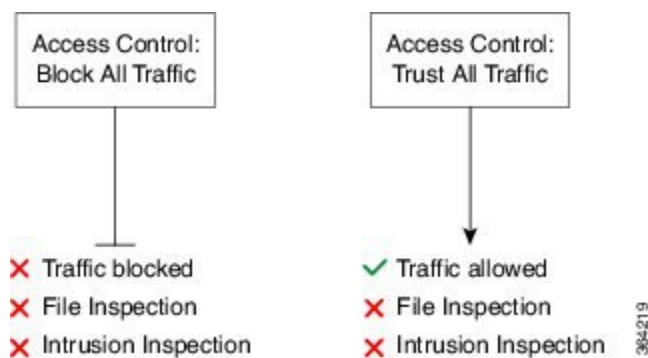 Access Control:
Block All Traffic
Traffic blocked
File Inspection
Intrusion Inspection
Access Control:
Trust All Traffic
Traffic allowed
File Inspection
Intrusion Inspection
364219